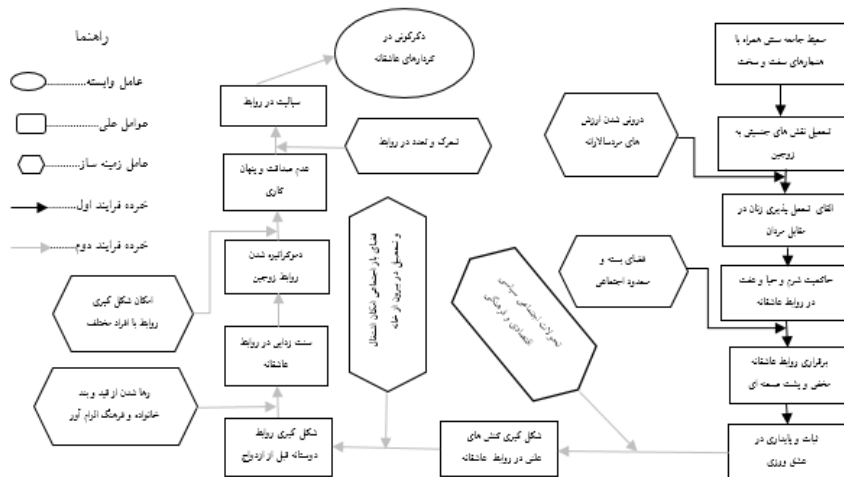 راهنما
عامل وابسته
عوامل علی
عامل زمینه ساز
خرده فرایند اول
خرده فرایند دوم
محیط جامعه سنتی همراه با
هنجارهای سفت و سخت
تحمیل نقش های جنسیتی به
زوجین
درونی شدن ارزش
های مردسالارانه
القای تحمل پذیری زنان در
مقابل مردان
حاکمیت شرم و حیا و عفت
در روابط عاشقانه
فضای بسته و
محدود اجتماعی
برقراری روابط عاشقانه
مخفی و پشت صحنه ای
ثبات و پایداری در
عشق ورزی
تحولات اجتماعی سیاسی
اقتصادی و فرهنگی
شکل گیری کنش های
علنی در روابط عاشقانه
فضای باز اجتماعی امکان اشتغال
و تحصیل در بیرون از خانه
شکل گیری روابط
دوستانه قبل از ازدواج
رها شدن از قید و بند
خانواده و فرهنگ الزام آور
سنت زدایی در روابط
عاشقانه
دموکراتیزه شدن
روابط زوجین
امکان شکل گیری
روابط با افراد مختلف
عدم صداقت و پنهان
کاری
تحرک و تعدد در روابط
سیالیت در روابط
دگرگونی در
کردارهای عاشقانه